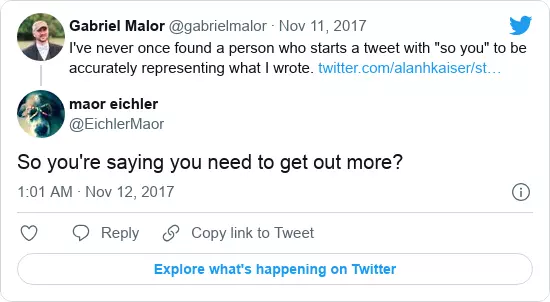 Gabriel Malor @gabrielmalor · Nov 11, 2017
I've never once found a person who starts a tweet with "so you" to be
accurately representing what I wrote. twitter.com/alanhkaiser/st…
maor eichler
@EichlerMaor
So you're saying you need to get out more?
1:01 AM · Nov 12, 2017
Reply
Copy link to Tweet
Explore what's happening on Twitter